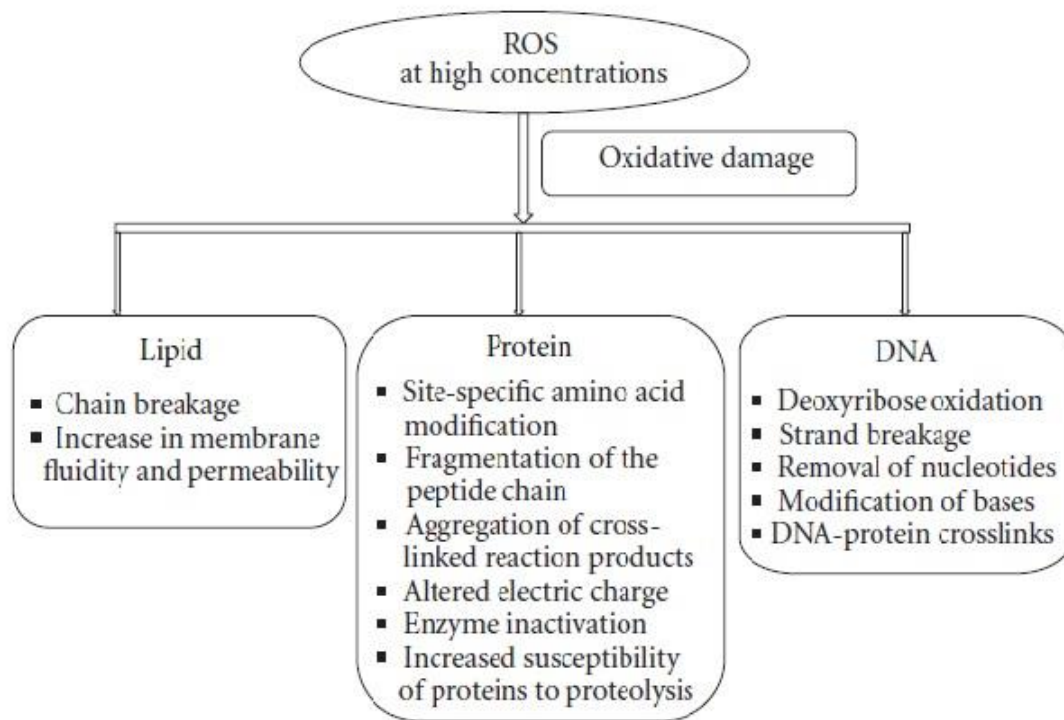 ROS
at high concentrations
Oxidative damage
Lipid
▪ Chain breakage
▪ Increase in membrane
fluidity and permeability
Protein
▪ Site-specific amino acid
modification
▪ Fragmentation of the
peptide chain
▪ Aggregation of cross-
linked reaction products
▪ Altered electric charge
▪ Enzyme inactivation
▪ Increased susceptibility
of proteins to proteolysis
DNA
▪ Deoxyribose oxidation
▪ Strand breakage
▪ Removal of nucleotides
▪ Modification of bases
▪ DNA-protein crosslinks